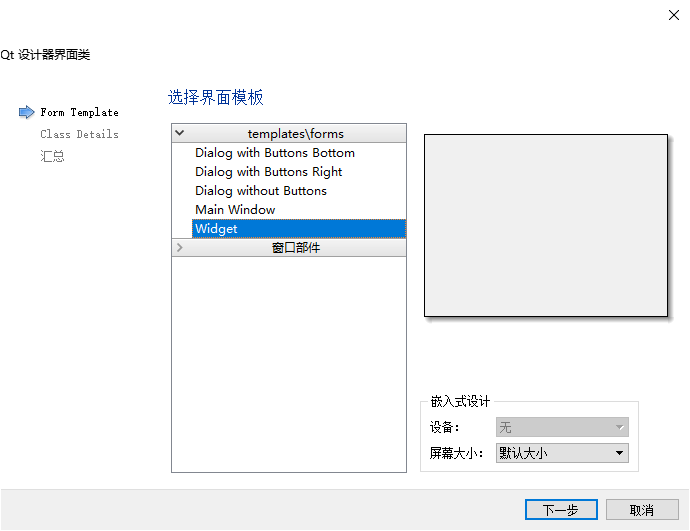 Qt 设计器界面类
选择界面模板
Form Template
Class Details
汇总
templates\forms
Dialog with Buttons Bottom
Dialog with Buttons Right
Dialog without Buttons
Main Window
Widget
窗口部件
嵌入式设计
设备： 无
屏幕大小： 默认大小
下一步 取消